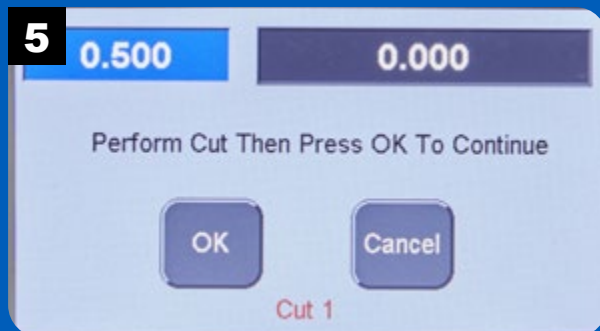 5
0.500 0.000
Perform Cut Then Press OK To Continue
OK Cancel
Cut 1